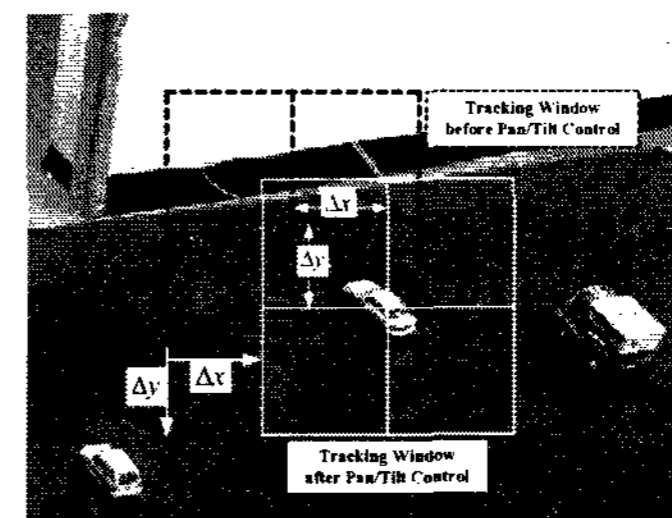 Tracking Window
before Pan/Tilt Control
Δx
Δy
Δx
Δy
Tracking Window
after Pan/Tilt Control